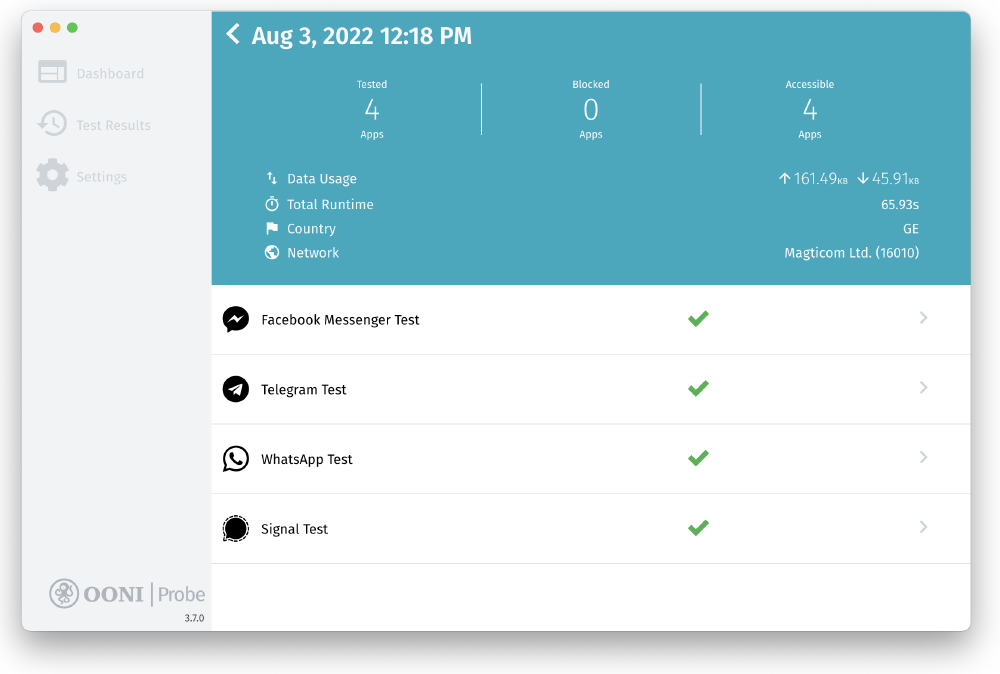 Aug 3, 2022 12:18 PM
Dashboard
Test Results
Settings
Tested
4
Apps
Blocked
0
Apps
Accessible
4
Apps
Data Usage 161.49KB 45.91KB
Total Runtime 65.93s
Country GE
Network Magticom Ltd. (16010)
Facebook Messenger Test
Telegram Test
WhatsApp Test
Signal Test
OONI Probe
3.7.0